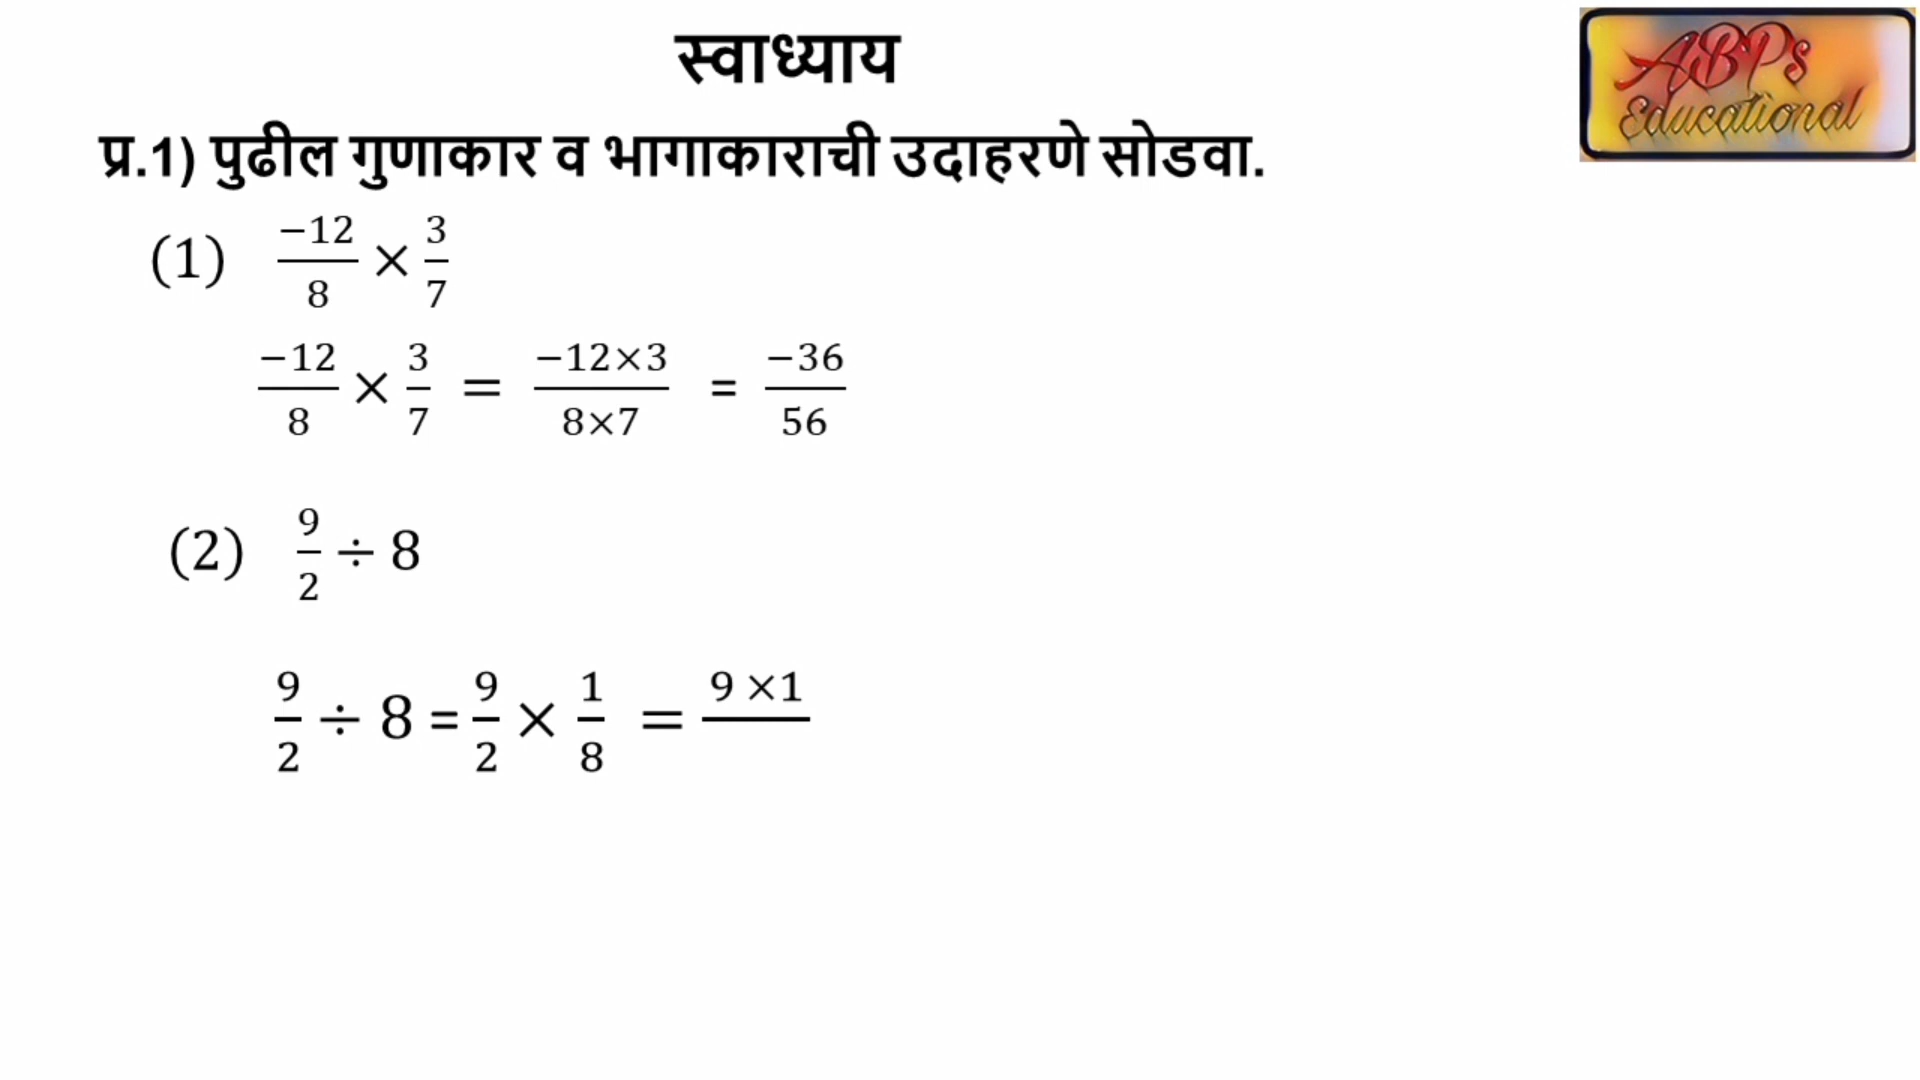 स्वाध्याय
ABPs
Educational
प्र.1) पुढील गुणाकार व भागाकाराची उदाहरणे सोडवा.
(1) −12/8 × 3/7
−12/8 × 3/7 = −12×3/8×7 = −36/56
(2) 9/2 ÷ 8
9/2 ÷ 8 = 9/2 × 1/8 = 9 ×1/